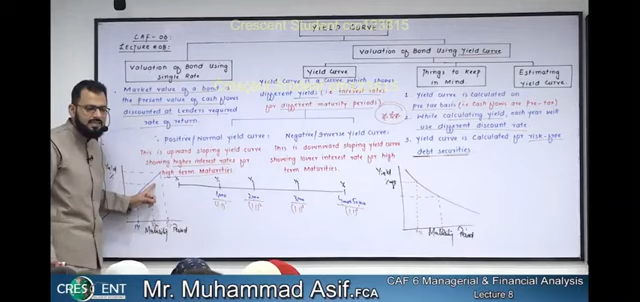 Crescent Student
YIELD CURVE
CAF-06
LECTURE #08
Valuation of Bond using Yield Curve
Valuation of Bond Using
Single Rate
Yield Curve
Things to Keep
in Mind
Estimating
Yield Curve
Market value of a bond is
the present value of Cash flows
discounted at Lender required
rate of return.
Yield Curve is a Curve which shows
different yields (i.e interest rates)
for different maturity periods)
1 Yield Curve is calculated on
Pre tax basis (i.e Cash flows are Pre-tax)
2. While calculating yield, each year will
use different discount rate
3. Yield curve is Calculated for risk-free
debt securities
Positive/Normal yield curve
This is upward sloping yield curve
showing higher interest rates for
high term Maturities.
Negative/Inverse yield Curve
This is downward sloping yield curve
showing lower interest rate for high
term Maturities.
Yield
Maturity Period
Yield
Maturity Period
CRESCENT
Mr. Muhammad Asif.FCA
CAF 6 Managerial & Financial Analysis
Lecture 8